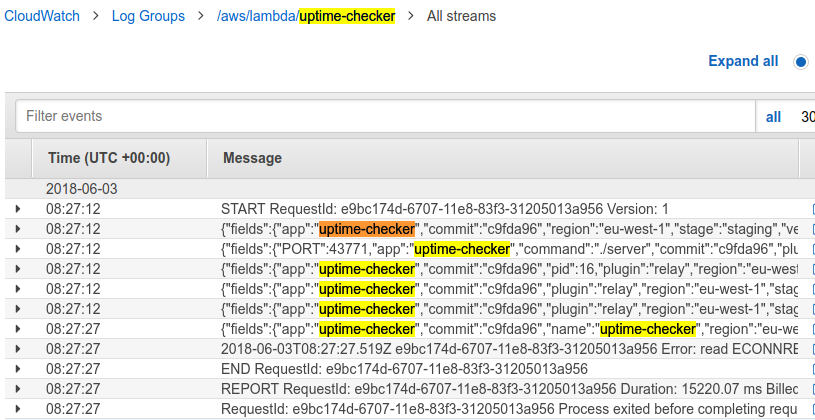 CloudWatch > Log Groups > /aws/lambda/uptime-checker > All streams
Expand all
Filter events all 30
Time (UTC +00:00) Message
2018-06-03
08:27:12 START RequestId: e9bc174d-6707-11e8-83f3-31205013a956 Version: 1
08:27:12 {"fields":{"app":"uptime-checker","commit":"c9fda96","region":"eu-west-1","stage":"staging","ve
08:27:12 {"fields":{"PORT":43771,"app":"uptime-checker","command":"./server","commit":"c9fda96","plu
08:27:12 {"fields":{"app":"uptime-checker","commit":"c9fda96","pid":16,"plugin":"relay","region":"eu-west
08:27:12 {"fields":{"app":"uptime-checker","commit":"c9fda96","plugin":"relay","region":"eu-west-1","stag
08:27:12 {"fields":{"app":"uptime-checker","commit":"c9fda96","plugin":"relay","region":"eu-west-1","stag
08:27:27 {"fields":{"app":"uptime-checker","commit":"c9fda96","name":"uptime-checker","region":"eu-we
08:27:27 2018-06-03T08:27:27.519Z e9bc174d-6707-11e8-83f3-31205013a956 Error: read ECONNRE
08:27:27 END RequestId: e9bc174d-6707-11e8-83f3-31205013a956
08:27:27 REPORT RequestId: e9bc174d-6707-11e8-83f3-31205013a956 Duration: 15220.07 ms Billed
08:27:27 RequestId: e9bc174d-6707-11e8-83f3-31205013a956 Process exited before completing requ